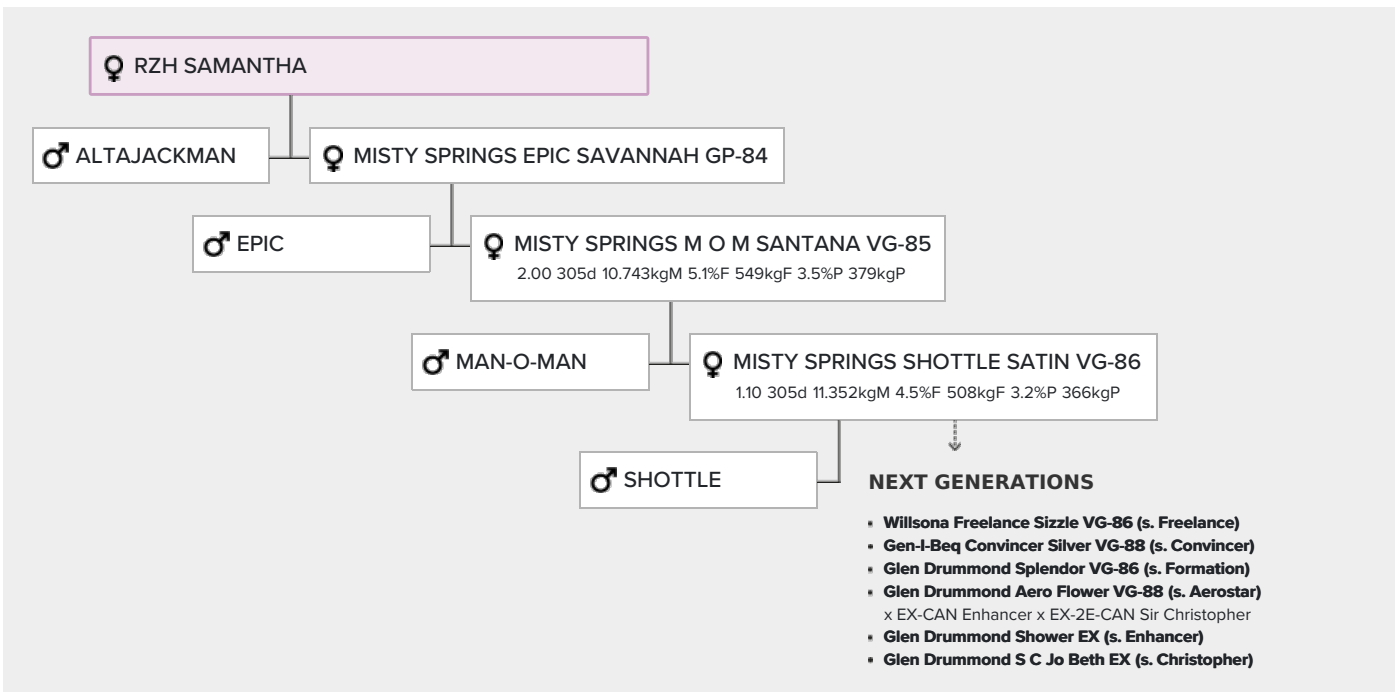 RZH SAMANTHA
ALTAJACKMAN
MISTY SPRINGS EPIC SAVANNAH GP-84
EPIC
MISTY SPRINGS M O M SANTANA VG-85
2.00 305d 10.743kgM 5.1%F 549kgF 3.5%P 379kgP
MAN-O-MAN
MISTY SPRINGS SHOTTLE SATIN VG-86
1.10 305d 11.352kgM 4.5%F 508kgF 3.2%P 366kgP
SHOTTLE
NEXT GENERATIONS
Willsona Freelance Sizzle VG-86 (s. Freelance)
Gen-I-Beq Convincer Silver VG-88 (s. Convincer)
Glen Drummond Splendor VG-86 (s. Formation)
Glen Drummond Aero Flower VG-88 (s. Aerostar)
x EX-CAN Enhancer x EX-2E-CAN Sir Christopher
Glen Drummond Shower EX (s. Enhancer)
Glen Drummond S C Jo Beth EX (s. Christopher)